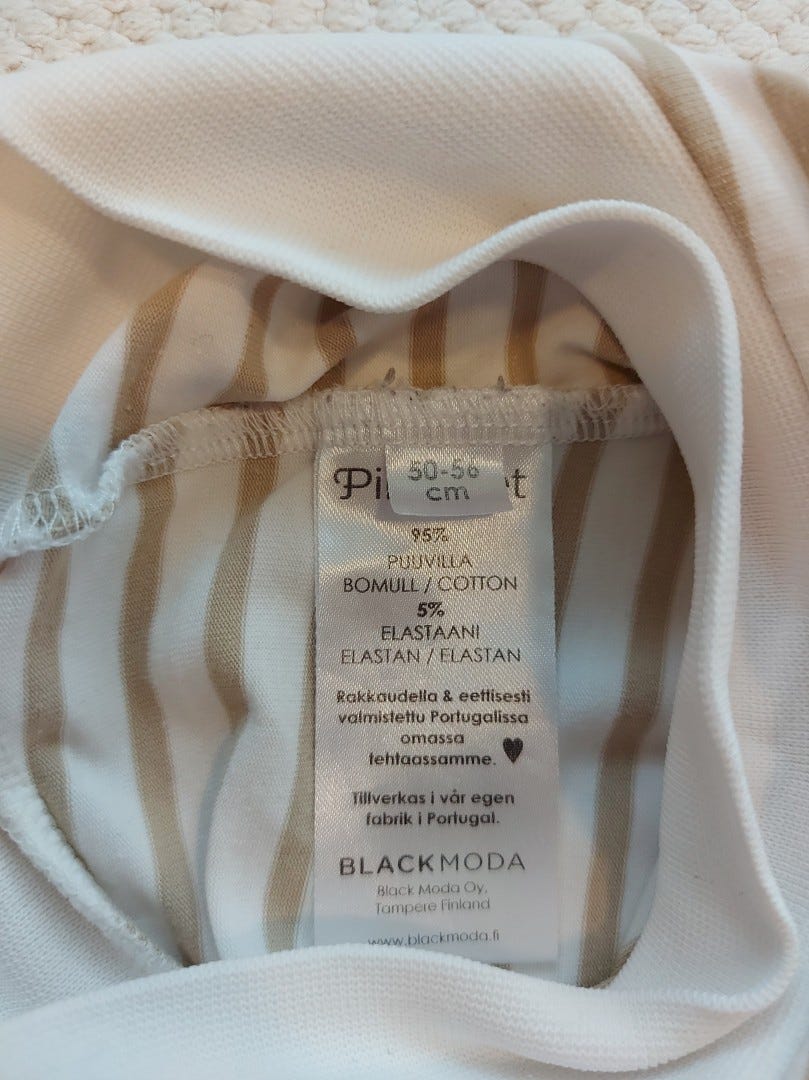 50-56
cm
95%
PUUVILLA
BOMULL / COTTON
5%
ELASTAANI
ELASTAN / ELASTAN
Rakkaudella & eettisesti
valmistettu Portugalissa
omassa
tehtaassamme. ♥
Tillverkas i vår egen
fabrik i Portugal.
BLACKMODA
Black Moda Oy,
Tampere Finland
www.blackmoda.fi